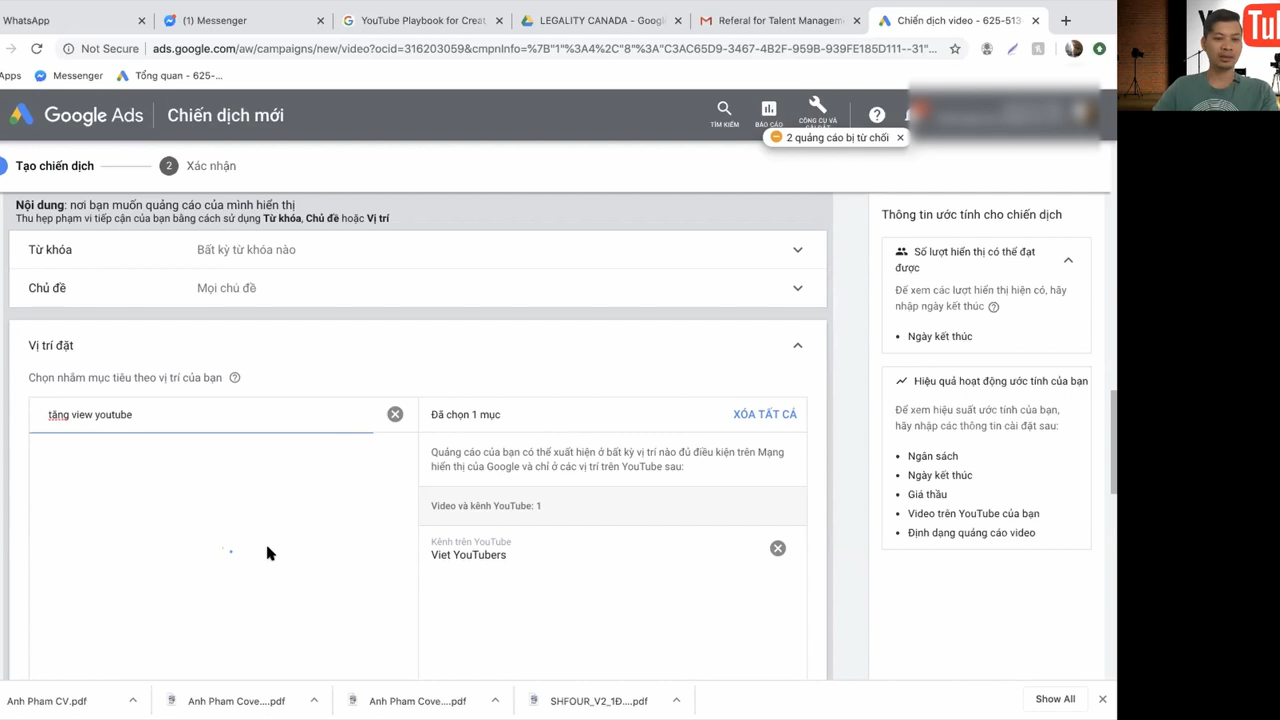 WhatsApp
(1) Messenger
YouTube Playbook for Creat
LEGALITY CANADA - Googl
Referal for Talent Managem
Chiến dịch video - 625-513-
Not Secure
ads.google.com/aw/campaigns/new/video?ocid=316203059&cmpnInfo=%7B"1"%3A4%2C"8"%3A"C3AC65D9-3467-4B2F-959B-939FE185D111--31"...
Apps
Messenger
Tổng quan - 625-...
Google Ads
Chiến dịch mới
TÌM KIẾM
BÁO CÁO
CÔNG CỤ VÀ
CÀI ĐẶT
2 quảng cáo bị từ chối
Tạo chiến dịch
2
Xác nhận
Nội dung: nơi bạn muốn quảng cáo của mình hiển thị
Thu hẹp phạm vi tiếp cận của bạn bằng cách sử dụng Từ khóa, Chủ đề hoặc Vị trí
Từ khóa
Bất kỳ từ khóa nào
Chủ đề
Mọi chủ đề
Vị trí đặt
Chọn nhắm mục tiêu theo vị trí của bạn
tăng view youtube
Đã chọn 1 mục
XÓA TẤT CẢ
Quảng cáo của bạn có thể xuất hiện ở bất kỳ vị trí nào đủ điều kiện trên Mạng
hiển thị của Google và chỉ ở các vị trí trên YouTube sau:
Video và kênh YouTube: 1
Kênh trên YouTube
Viet YouTubers
Thông tin ước tính cho chiến dịch
Số lượt hiển thị có thể đạt
được
Để xem các lượt hiển thị hiện có, hãy
nhập ngày kết thúc
• Ngày kết thúc
Hiệu quả hoạt động ước tính của bạn
Để xem hiệu suất ước tính của bạn,
hãy nhập các thông tin cài đặt sau:
• Ngân sách
• Ngày kết thúc
• Giá thầu
• Video trên YouTube của bạn
• Định dạng quảng cáo video
Anh Pham CV.pdf
Anh Pham Cove....pdf
Anh Pham Cove....pdf
SHFOUR_V2_1Đ....pdf
Show All